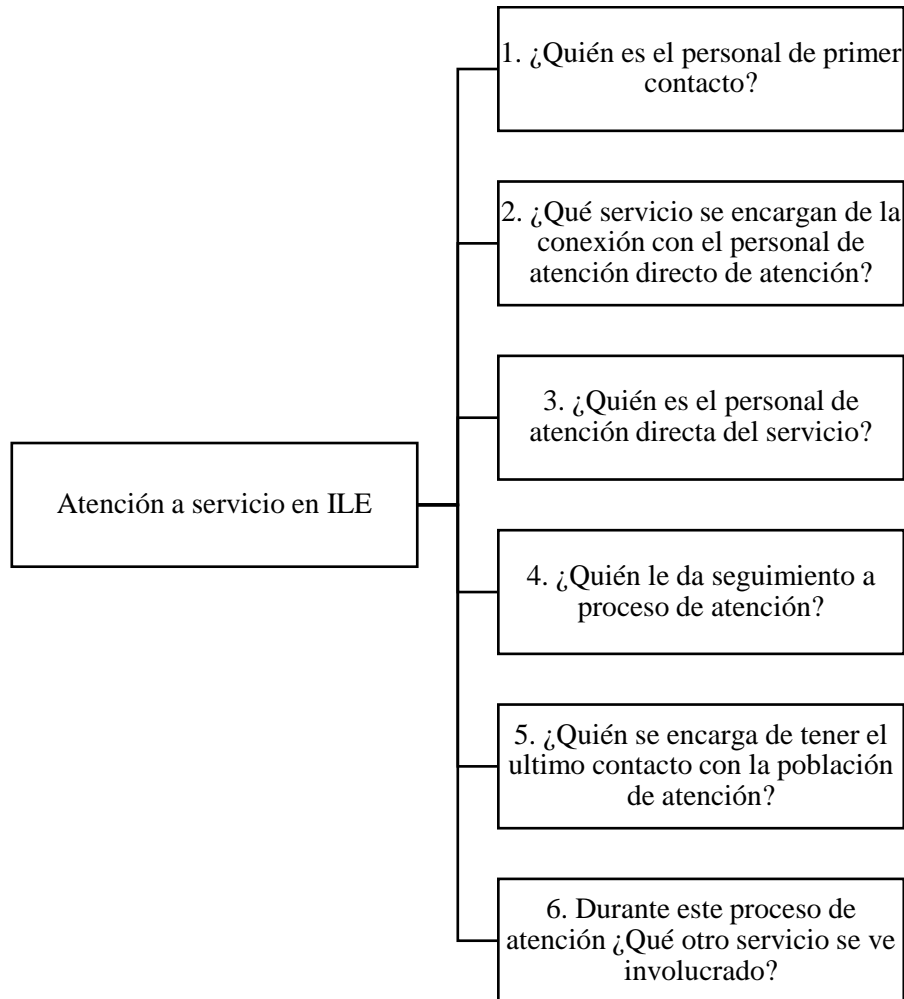 1. ¿Quién es el personal de primer
contacto?
2. ¿Qué servicio se encargan de la
conexión con el personal de
atención directo de atención?
3. ¿Quién es el personal de
atención directa del servicio?
Atención a servicio en ILE
4. ¿Quién le da seguimiento a
proceso de atención?
5. ¿Quién se encarga de tener el
ultimo contacto con la población
de atención?
6. Durante este proceso de
atención ¿Qué otro servicio se ve
involucrado?